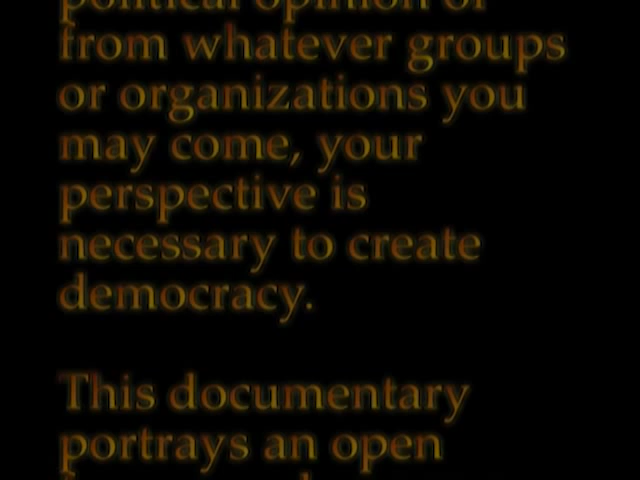 political opinion or
from whatever groups
or organizations you
may come, your
perspective is
necessary to create
democracy.
This documentary
portrays an open